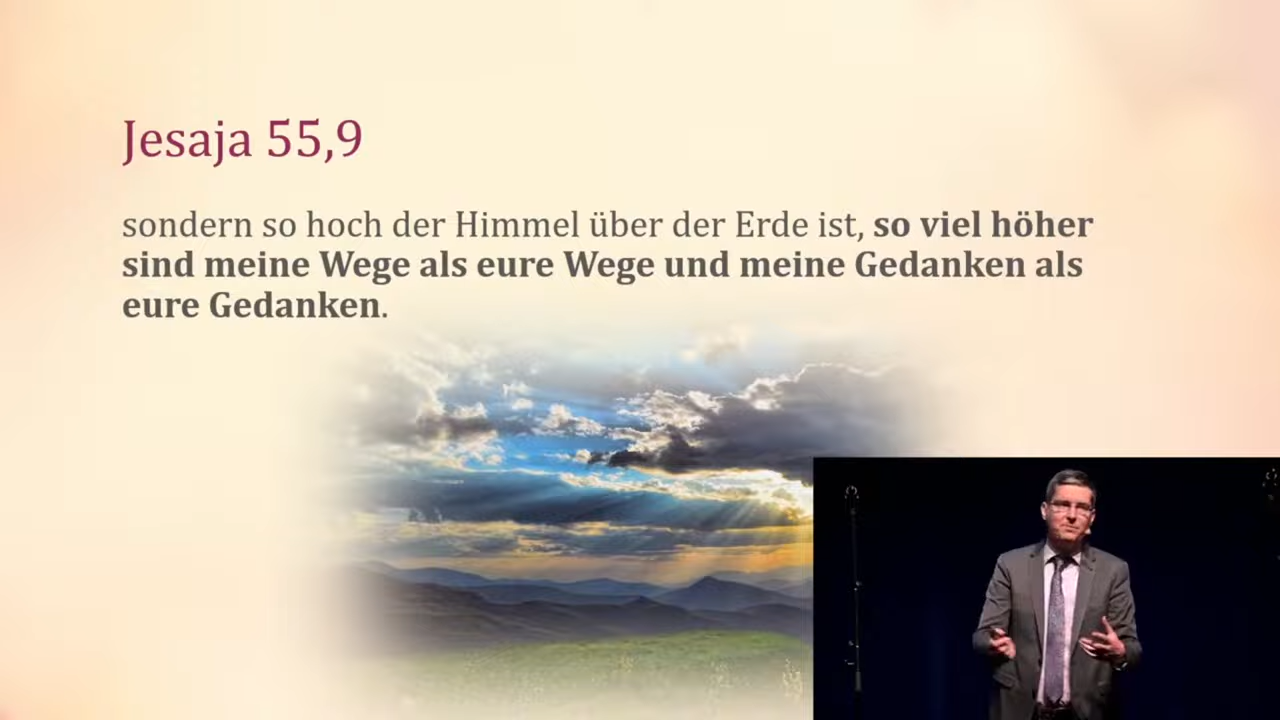 Jesaja 55,9
sondern so hoch der Himmel über der Erde ist, so viel höher
sind meine Wege als eure Wege und meine Gedanken als
eure Gedanken.